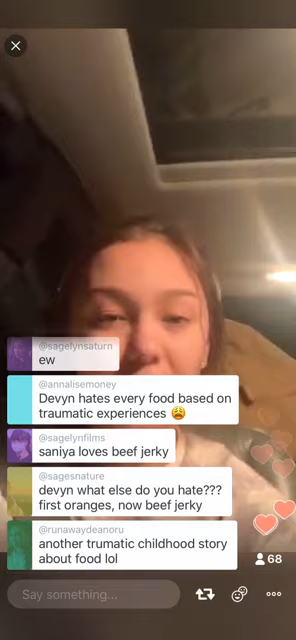 @sagelynsaturn
ew
@annalisemoney
Devyn hates every food based on
traumatic experiences 😩
@sagelynfilms
saniya loves beef jerky
@sagesnature
devyn what else do you hate???
first oranges, now beef jerky
@runawaydeanoru
another trumatic childhood story
about food lol
68
Say something...